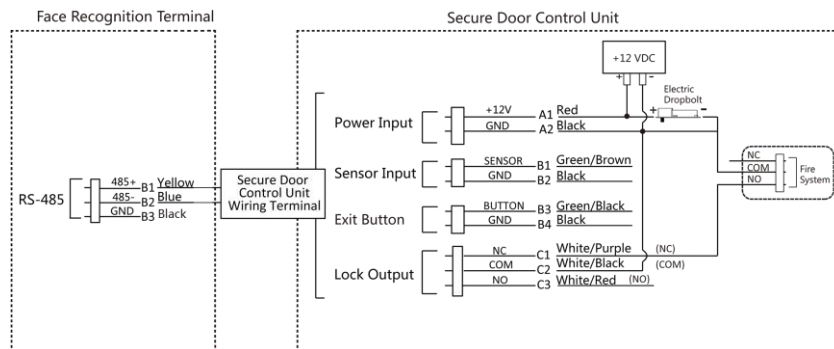 Face Recognition Terminal
Secure Door Control Unit
+12 VDC
+ -
Electric
Dropbolt
+ -
Power Input
+12V A1 Red
GND A2 Black
Sensor Input
SENSOR B1 Green/Brown
GND B2 Black
Exit Button
BUTTON B3 Green/Black
GND B4 Black
Lock Output
NC C1 White/Purple (NC)
COM C2 White/Black (COM)
NO C3 White/Red (NO)
NC
COM
NO
Fire
System
RS-485
485+ B1 Yellow
485- B2 Blue
GND B3 Black
Secure Door
Control Unit
Wiring Terminal